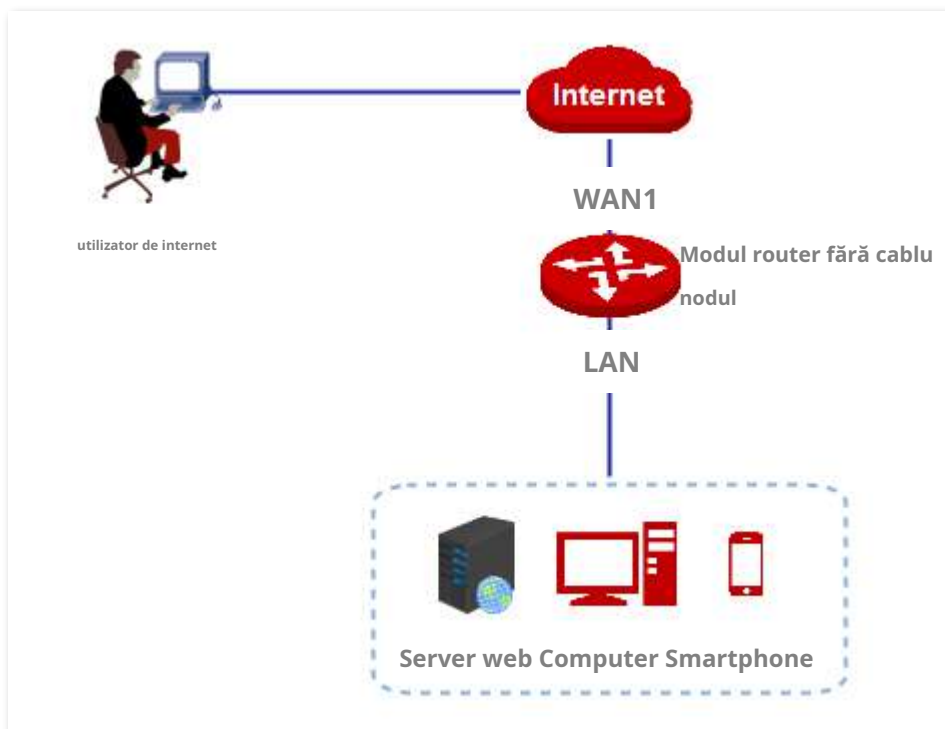 Internet
WAN1
utilizator de internet
Modul router fără cablu
nodul
LAN
Server web Computer Smartphone